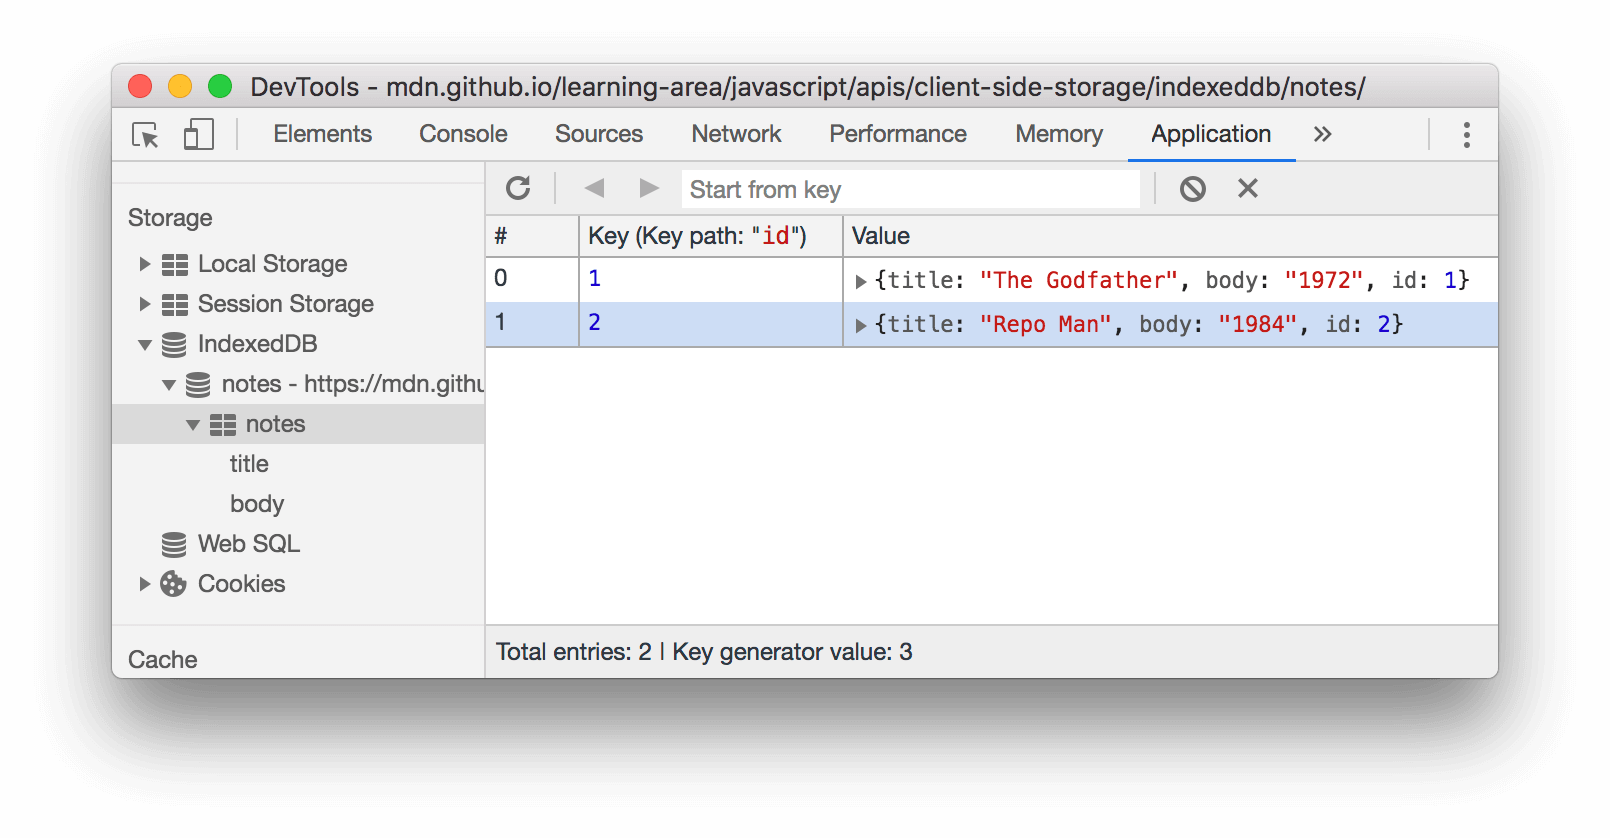 DevTools - mdn.github.io/learning-area/javascript/apis/client-side-storage/indexeddb/notes/
Elements Console Sources Network Performance Memory Application
Storage
Local Storage
Session Storage
IndexedDB
notes - https://mdn.githu
notes
title
body
Web SQL
Cookies
Cache
Start from key
# Key (Key path: "id") Value
0 1 {title: "The Godfather", body: "1972", id: 1}
1 2 {title: "Repo Man", body: "1984", id: 2}
Total entries: 2 | Key generator value: 3